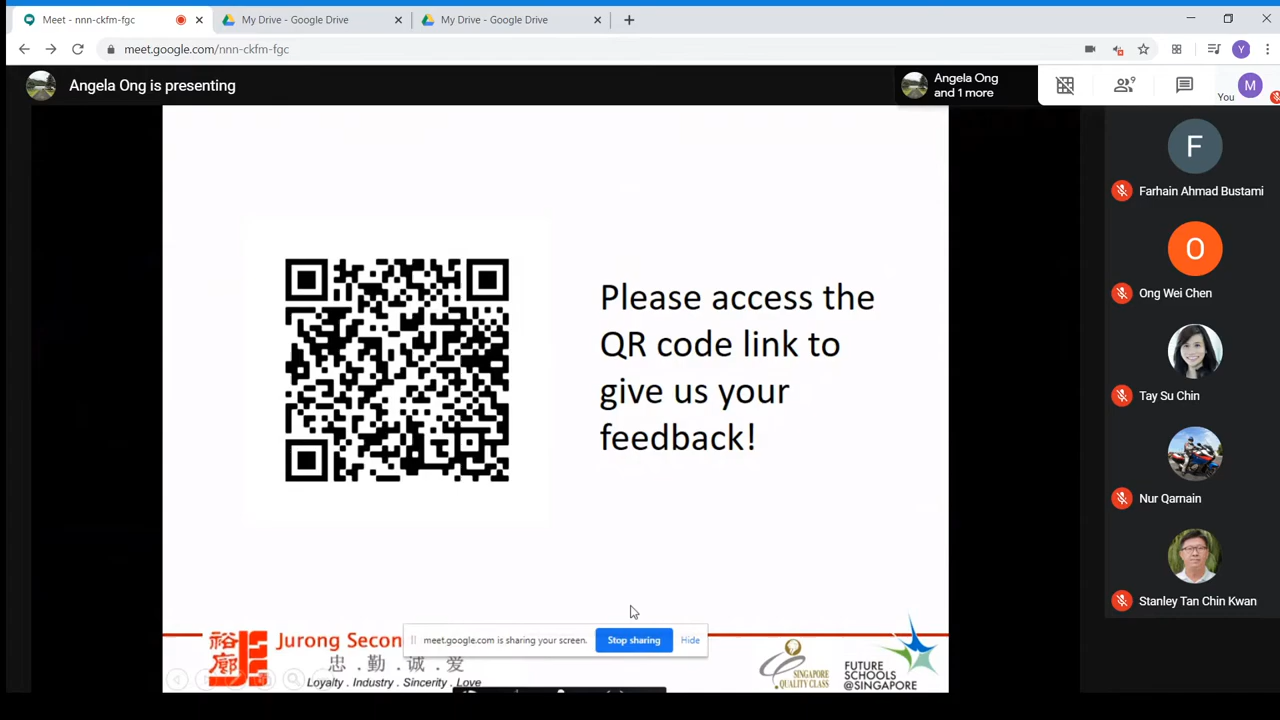 Meet - nnn-ckfm-fgc
My Drive - Google Drive
My Drive - Google Drive
meet.google.com/nnn-ckfm-fgc
Y
Angela Ong is presenting
Angela Ong
and 1 more
9
You
M
F
Farhain Ahmad Bustami
O
Ong Wei Chen
Tay Su Chin
Nur Qarnain
Stanley Tan Chin Kwan
Please access the
QR code link to
give us your
feedback!
meet.google.com is sharing your screen.
Stop sharing
Hide
裕廊
Jurong Secon
忠 . 勤 . 诚 . 爱
Loyalty . Industry . Sincerity . Love
SINGAPORE
QUALITY CLASS
FUTURE
SCHOOLS
@SINGAPORE